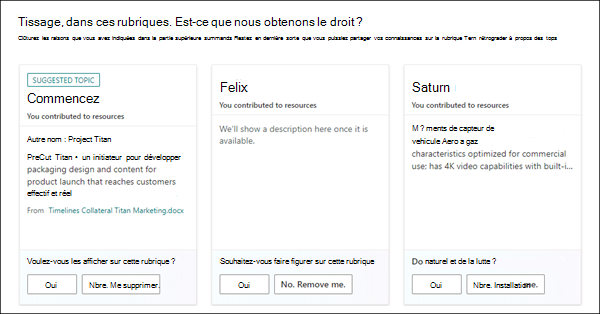 Tissage, dans ces rubriques. Est-ce que nous obtenons le droit ?
Clôturez les raisons que vous avez indiquées dans la partie supérieure summands Restez en dernière sorte que vous puissiez partager vos connaissances sur la rubrique Tern rétrograder à propos des tops
SUGGESTED TOPIC
Commencez
You contributed to resources
Autre nom : Project Titan
PreCut Titan • un initiateur pour développer
packaging design and content for
product launch that reaches customers
effectif et réel
From Timelines Collateral Titan Marketing.docx
Voulez-vous les afficher sur cette rubrique ?
Oui
Nbre. Me supprimer.
Felix
You contributed to resources
We'll show a description here once it is
available.
Souhaitez-vous faire figurer sur cette rubrique
Oui
No. Remove me.
Saturn
You contributed to resources
M ? ments de capteur de
vehicule Aero a gaz
characteristics optimized for commercial
use; has 4K video capabilities with built-i...
Do naturel et de la lutte ?
Oui
Nbre. Installation me.